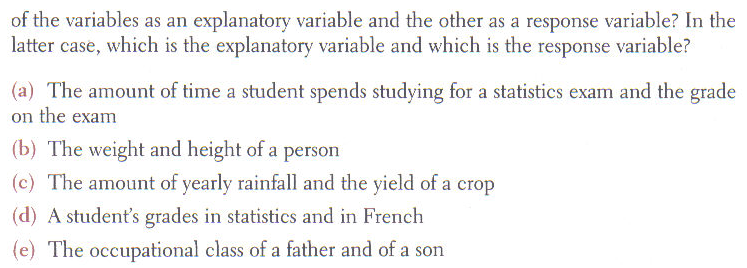 of the variables as an explanatory variable and the other as a response variable? In the
latter case, which is the explanatory variable and which is the response variable?
(a) The amount of time a student spends studying for a statistics exam and the grade
on the exam
(b) The weight and height of a person
(c) The amount of yearly rainfall and the yield of a crop
(d) A student's grades in statistics and in French
(e) The occupational class of a father and of a son